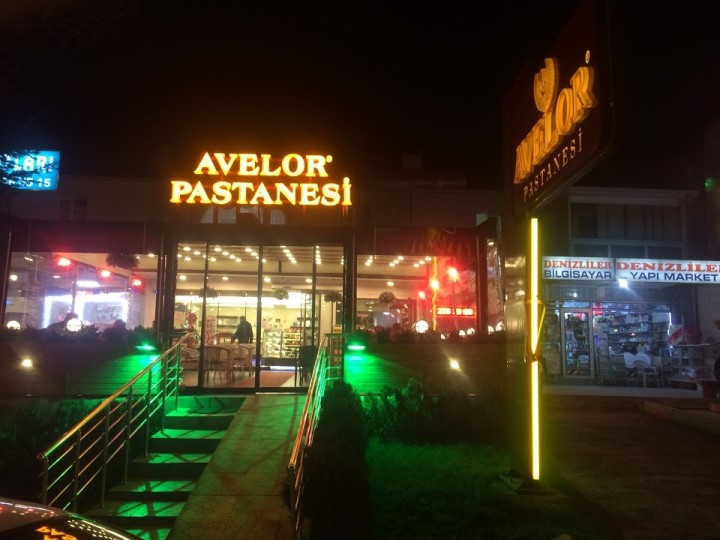 AVELOR
PASTANESİ
AVELOR
PASTANESİ
DENİZLİLER
BİLGİSAYAR
DENİZLİLER
YAPI MARKET